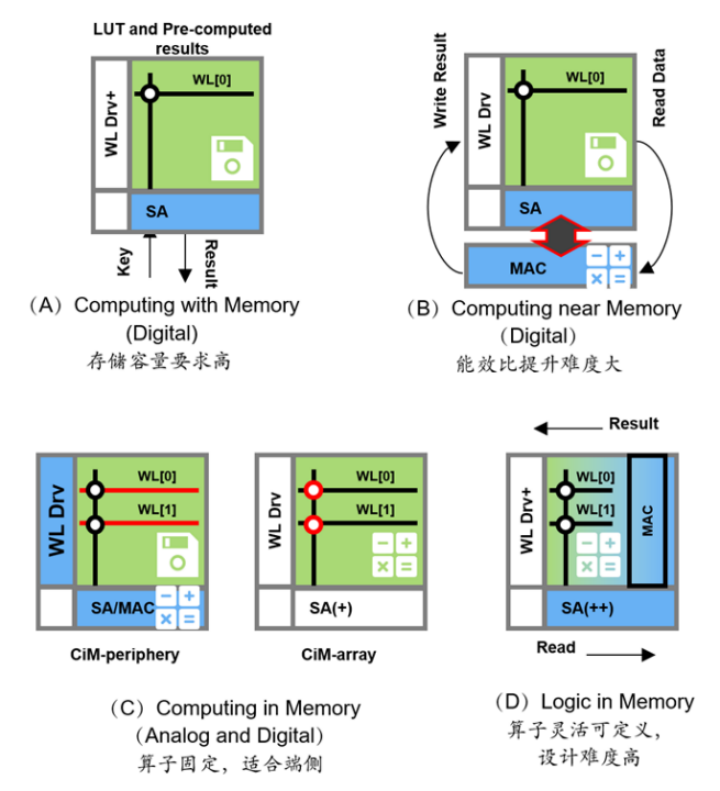 LUT and Pre-computed
results
WL Drv+
WL[0]
SA
Key
Result
(A) Computing with Memory
(Digital)
存储容量要求高
Write Result
WL Drv
WL[0]
Read Data
SA
MAC
− +
× =
(B) Computing near Memory
(Digital)
能效比提升难度大
WL Drv
WL[0]
WL[1]
SA/MAC
− +
× =
CiM-periphery
WL Drv
WL[0]
WL[1]
− +
× =
SA(+)
CiM-array
(C) Computing in Memory
(Analog and Digital)
算子固定，适合端侧
Result
WL Drv+
WL[0]
WL[1]
− +
× =
MAC
SA(++)
Read
(D) Logic in Memory
算子灵活可定义，
设计难度高